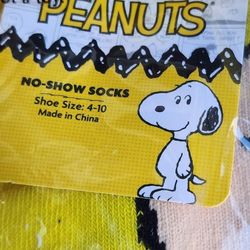 PEANUTS
NO-SHOW SOCKS
Shoe Size: 4-10
Made in China